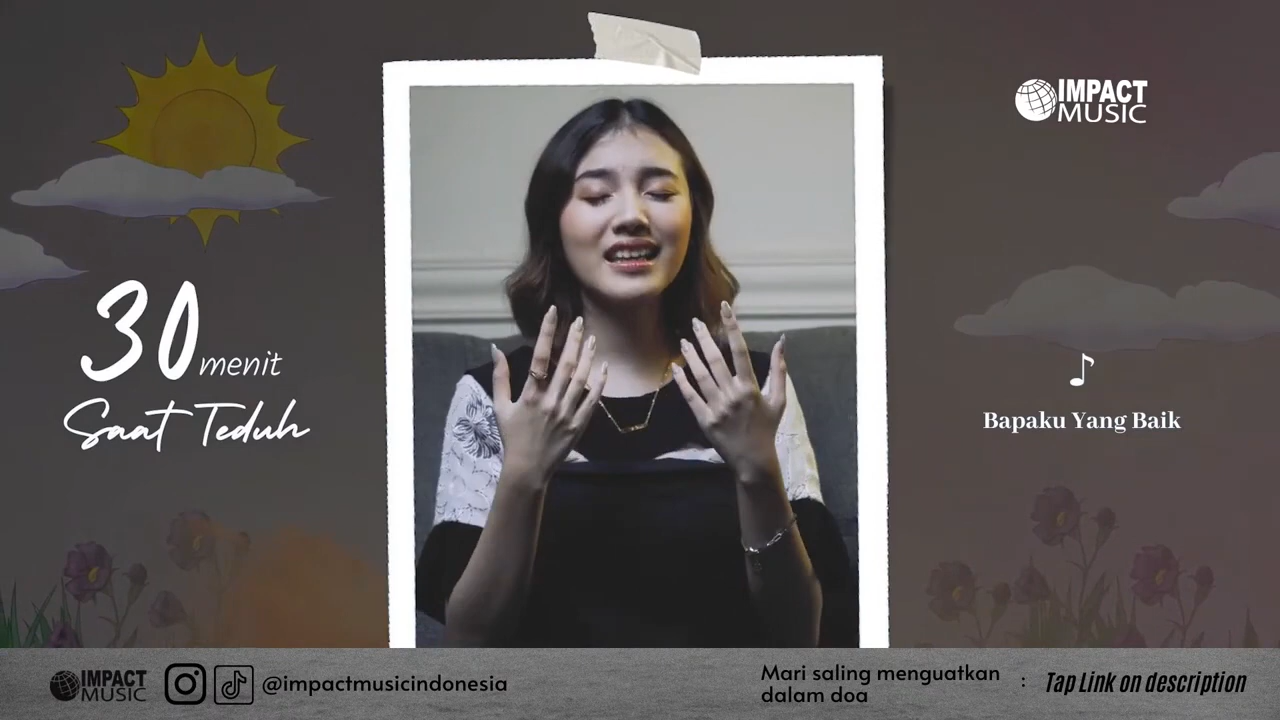 IMPACT
MUSIC
30 menit
Saat Teduh
Bapaku Yang Baik
IMPACT
MUSIC
@impactmusicindonesia
Mari saling menguatkan
dalam doa
: Tap Link on description